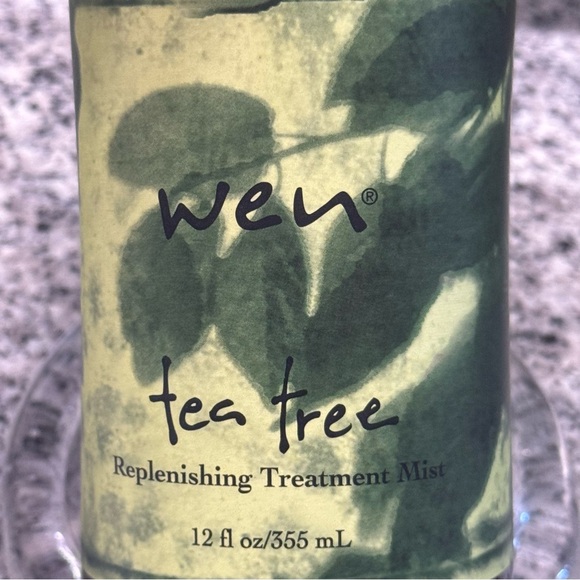 wen®
tea tree
Replenishing Treatment Mist
12 fl oz/355 mL